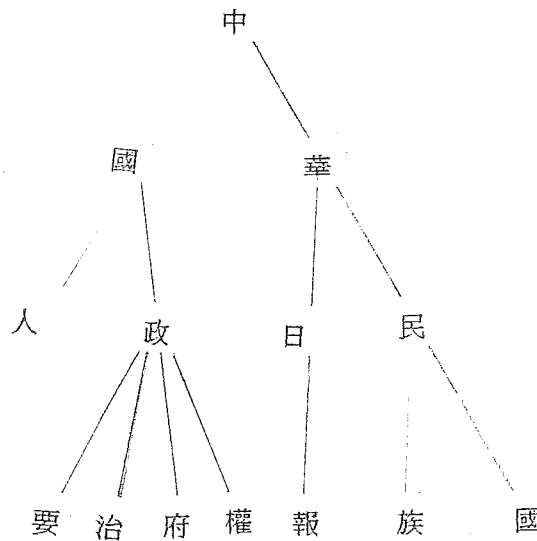 中
國 華
人 政 日 民
要 治 府 權 報 族 國